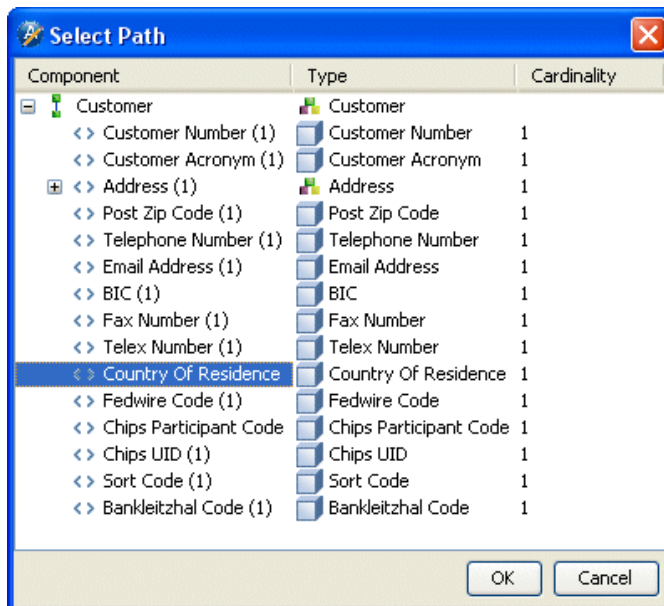 Select Path
Component Type Cardinality
Customer Customer
Customer Number (1) Customer Number 1
Customer Acronym (1) Customer Acronym 1
Address (1) Address 1
Post Zip Code (1) Post Zip Code 1
Telephone Number (1) Telephone Number 1
Email Address (1) Email Address 1
BIC (1) BIC 1
Fax Number (1) Fax Number 1
Telex Number (1) Telex Number 1
Country Of Residence Country Of Residence 1
Fedwire Code (1) Fedwire Code 1
Chips Participant Code Chips Participant Code 1
Chips UID (1) Chips UID 1
Sort Code (1) Sort Code 1
Bankleitzhal Code (1) Bankleitzhal Code 1
OK Cancel